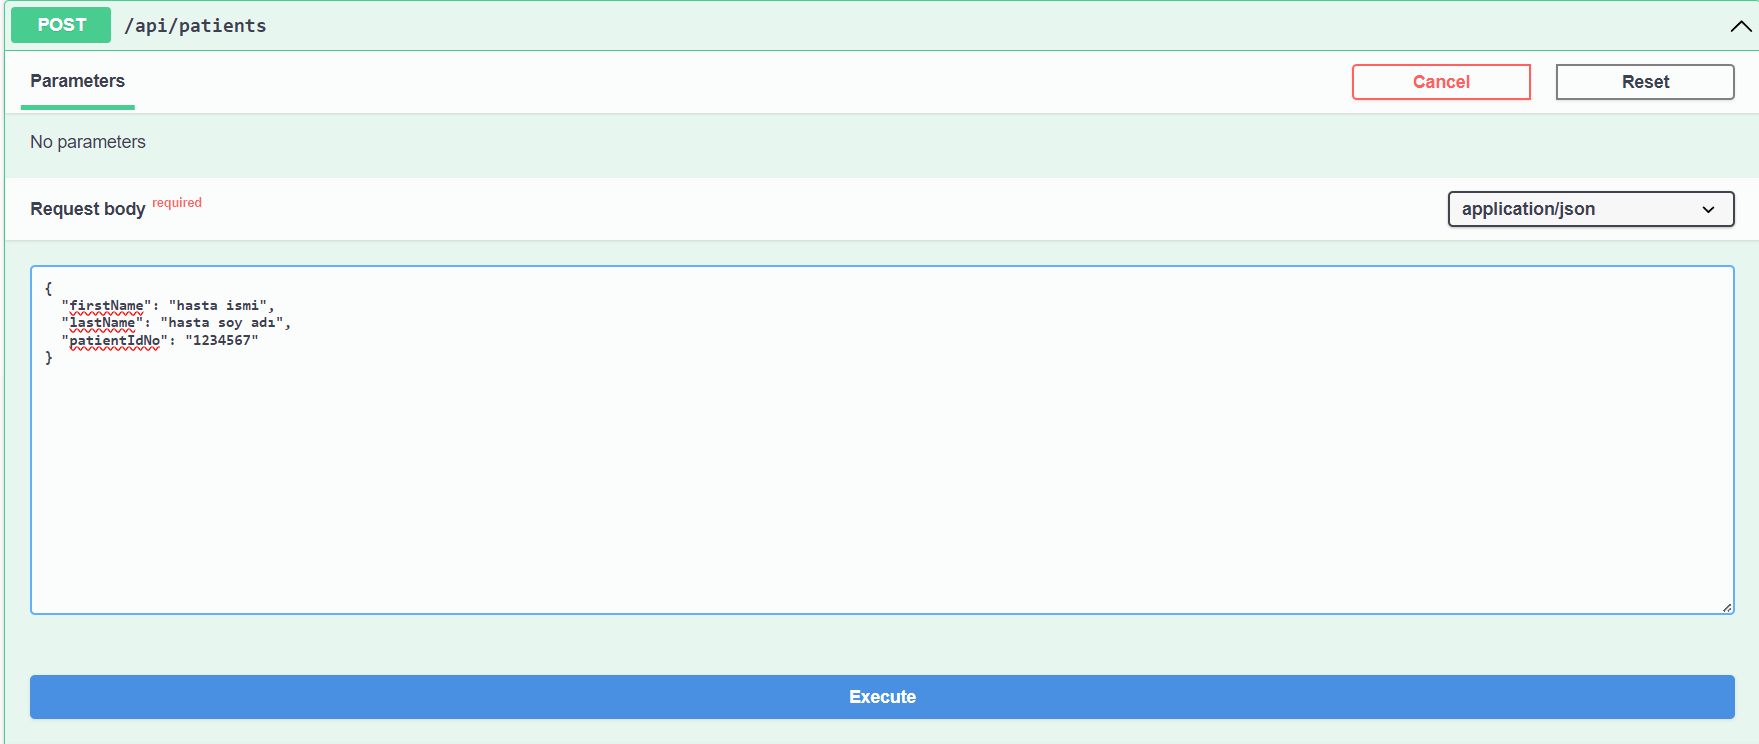 POST /api/patients
Parameters
Cancel
Reset
No parameters
Request body required
application/json
{
  "firstName": "hasta ismi",
  "lastName": "hasta soy adı",
  "patientIdNo": "1234567"
}
Execute